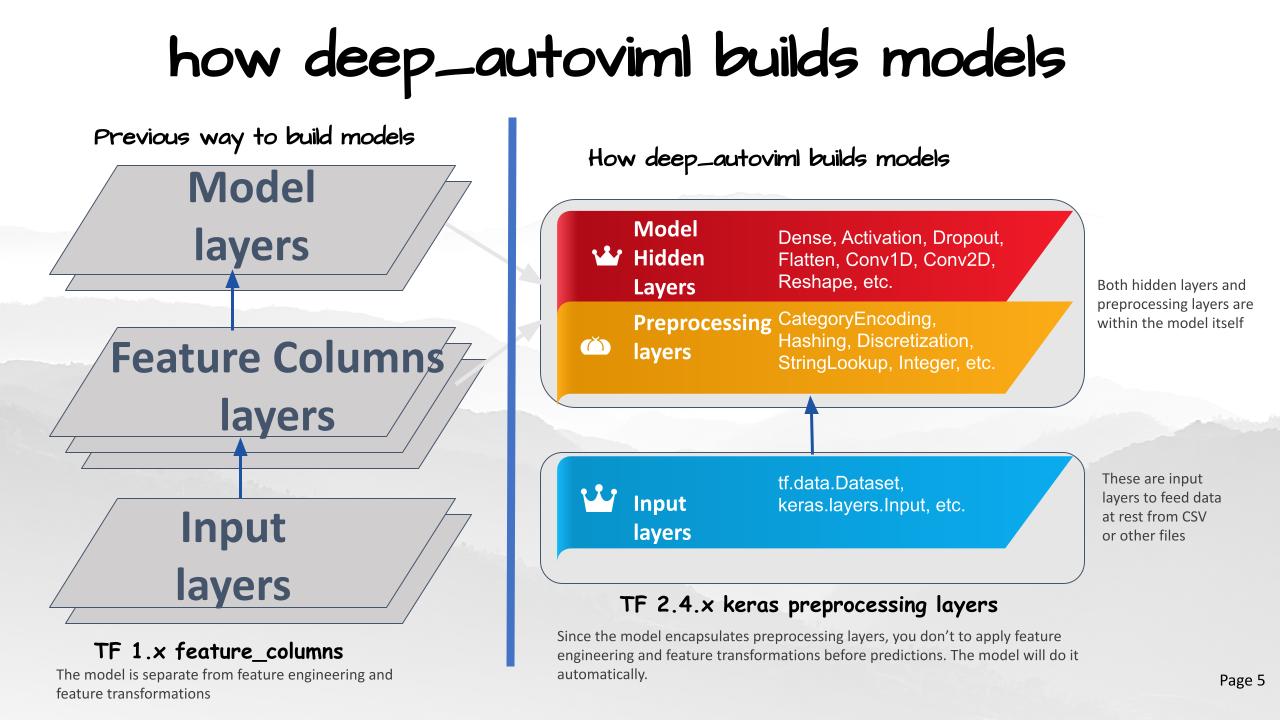 how deep_autoviml builds models
Previous way to build models
Model
layers
Feature Columns
layers
Input
layers
TF 1.x feature_columns
The model is separate from feature engineering and
feature transformations
How deep_autoviml builds models
Model
Hidden
Layers
Dense, Activation, Dropout,
Flatten, Conv1D, Conv2D,
Reshape, etc.
Preprocessing
layers
CategoryEncoding,
Hashing, Discretization,
StringLookup, Integer, etc.
Both hidden layers and
preprocessing layers are
within the model itself
Input
layers
tf.data.Dataset,
keras.layers.Input, etc.
These are input
layers to feed data
at rest from CSV
or other files
TF 2.4.x keras preprocessing layers
Since the model encapsulates preprocessing layers, you don’t to apply feature
engineering and feature transformations before predictions. The model will do it
automatically.
Page 5